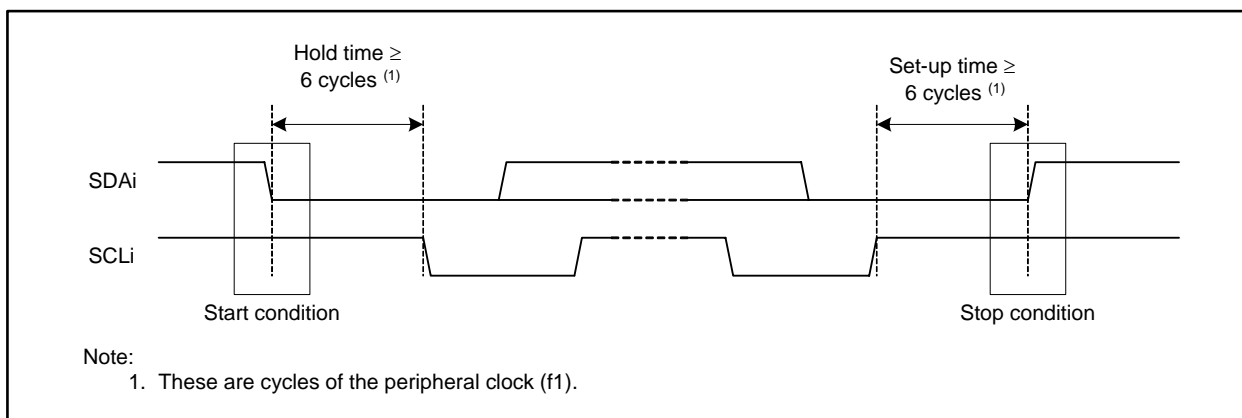 Hold time ≥
6 cycles (1)
Set-up time ≥
6 cycles (1)
SDAi
SCLi
Start condition
Stop condition
Note:
1. These are cycles of the peripheral clock (f1).